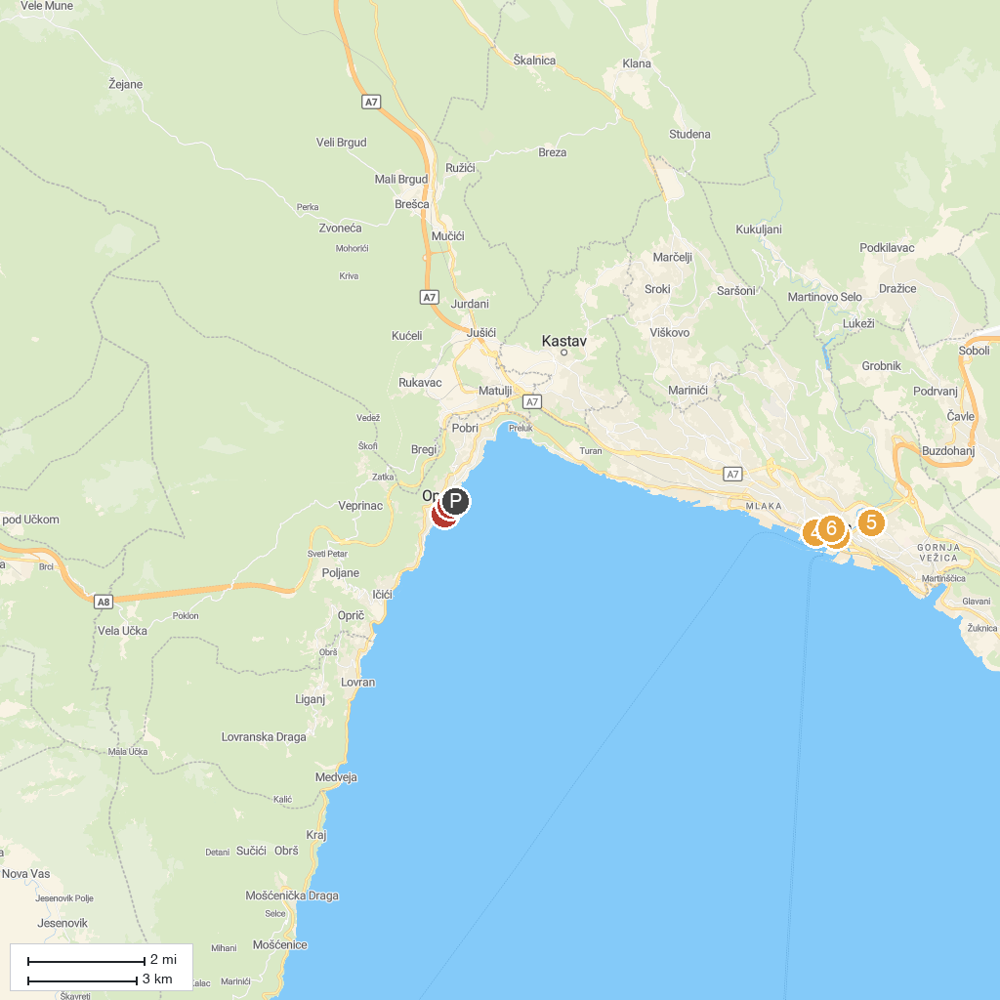 Vele Mune
Škalnica
Klana
Žejane
A7
Studena
Veli Brgud
Breza
Ružići
Mali Brgud
Brešca
Perka
Zvoneća
Kukuljani
Mučići
Mohorići
Podkilavac
Marčelji
Kriva
Sroki
Saršoni
Dražice
A7
Martinovo Selo
Jurdani
Lukeži
Kućeli
Jušići
Viškovo
Kastav
Soboli
Grobnik
Rukavac
Matulji
Marinići
Podrvanj
A7
Čavle
Vedež
Pobri
Preluk
Škofi
Bregi
Turan
Buzdohanj
Zatka
A7
Op
P
Veprinac
MLAKA
pod Učkom
4
6
5
GORNJA
VEŽICA
Sveti Petar
Brci
Poljane
Martinšćica
A8
Ičići
Glavani
Poklon
Oprič
Vela Učka
Žuknica
Obrš
Lovran
Liganj
Lovranska Draga
Mala Učka
Medveja
Kalić
Kraj
Detani
Sučići
Obrš
Nova Vas
Jesenovik Polje
Mošćenička Draga
Selce
Jesenovik
Mihani
Mošćenice
2 mi
3 km
Marinići
Škavreti